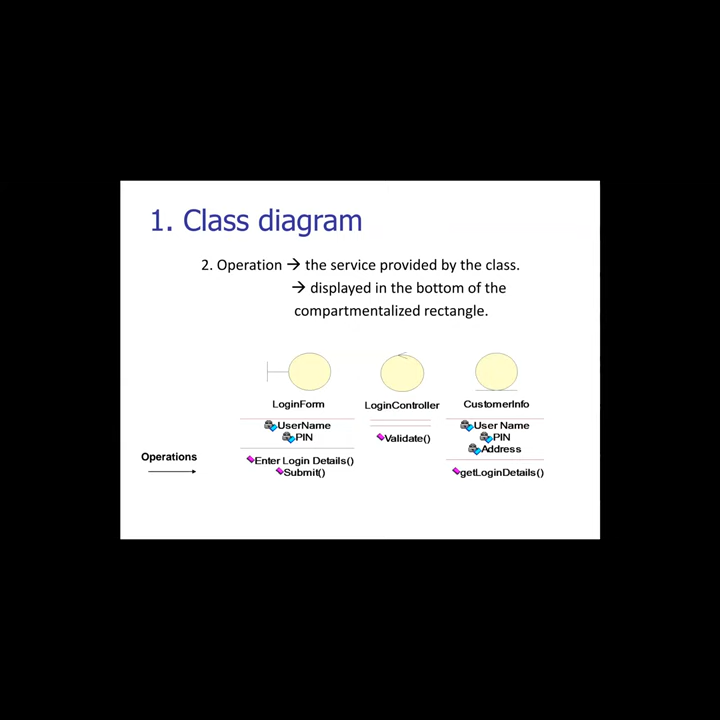 1. Class diagram
2. Operation → the service provided by the class.
→ displayed in the bottom of the
compartmentalized rectangle.
LoginForm
UserName
PIN
Enter Login Details()
Submit()
LoginController
Validate()
CustomerInfo
User Name
PIN
Address
getLoginDetails()
Operations